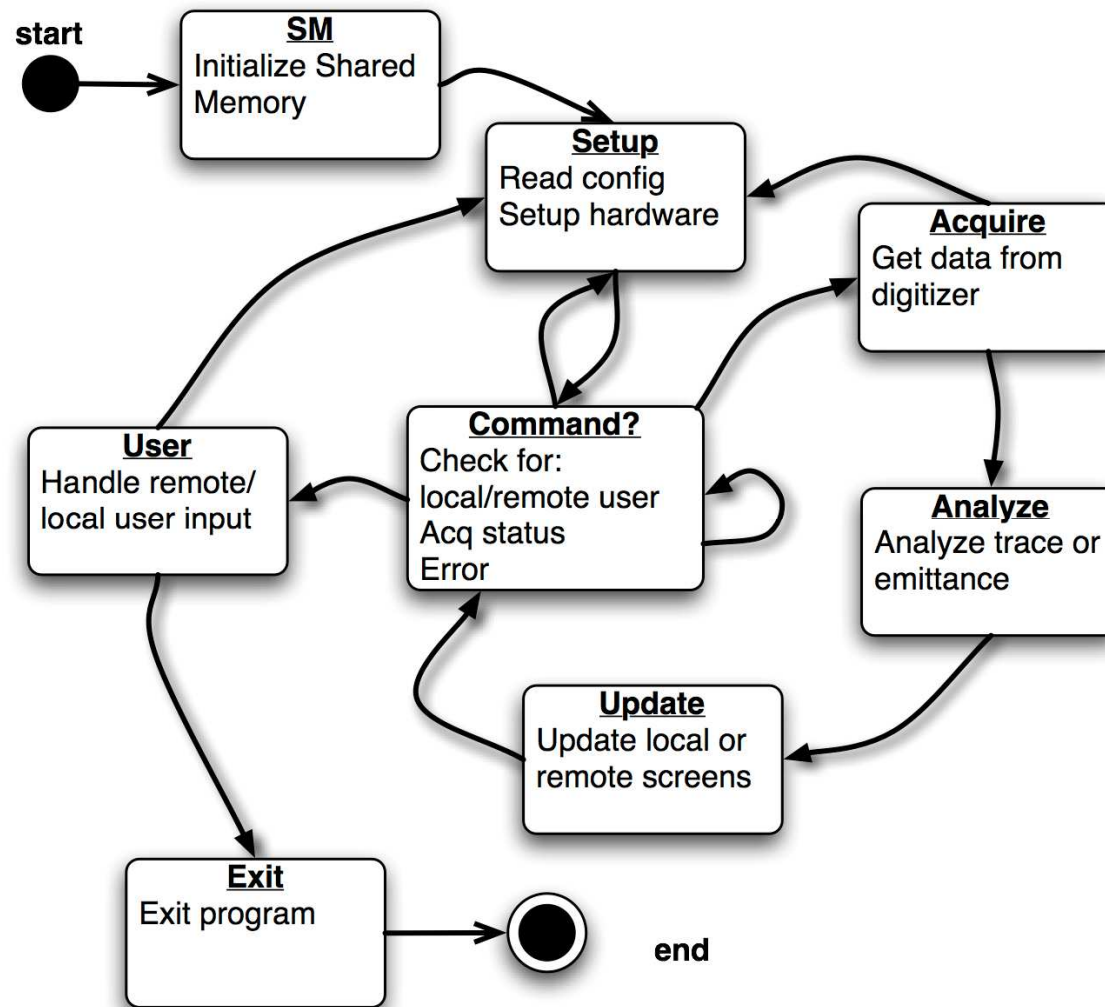 start
SM
Initialize Shared
Memory
Setup
Read config
Setup hardware
Acquire
Get data from
digitizer
User
Handle remote/
local user input
Command?
Check for:
local/remote user
Acq status
Error
Analyze
Analyze trace or
emittance
Update
Update local or
remote screens
Exit
Exit program
end